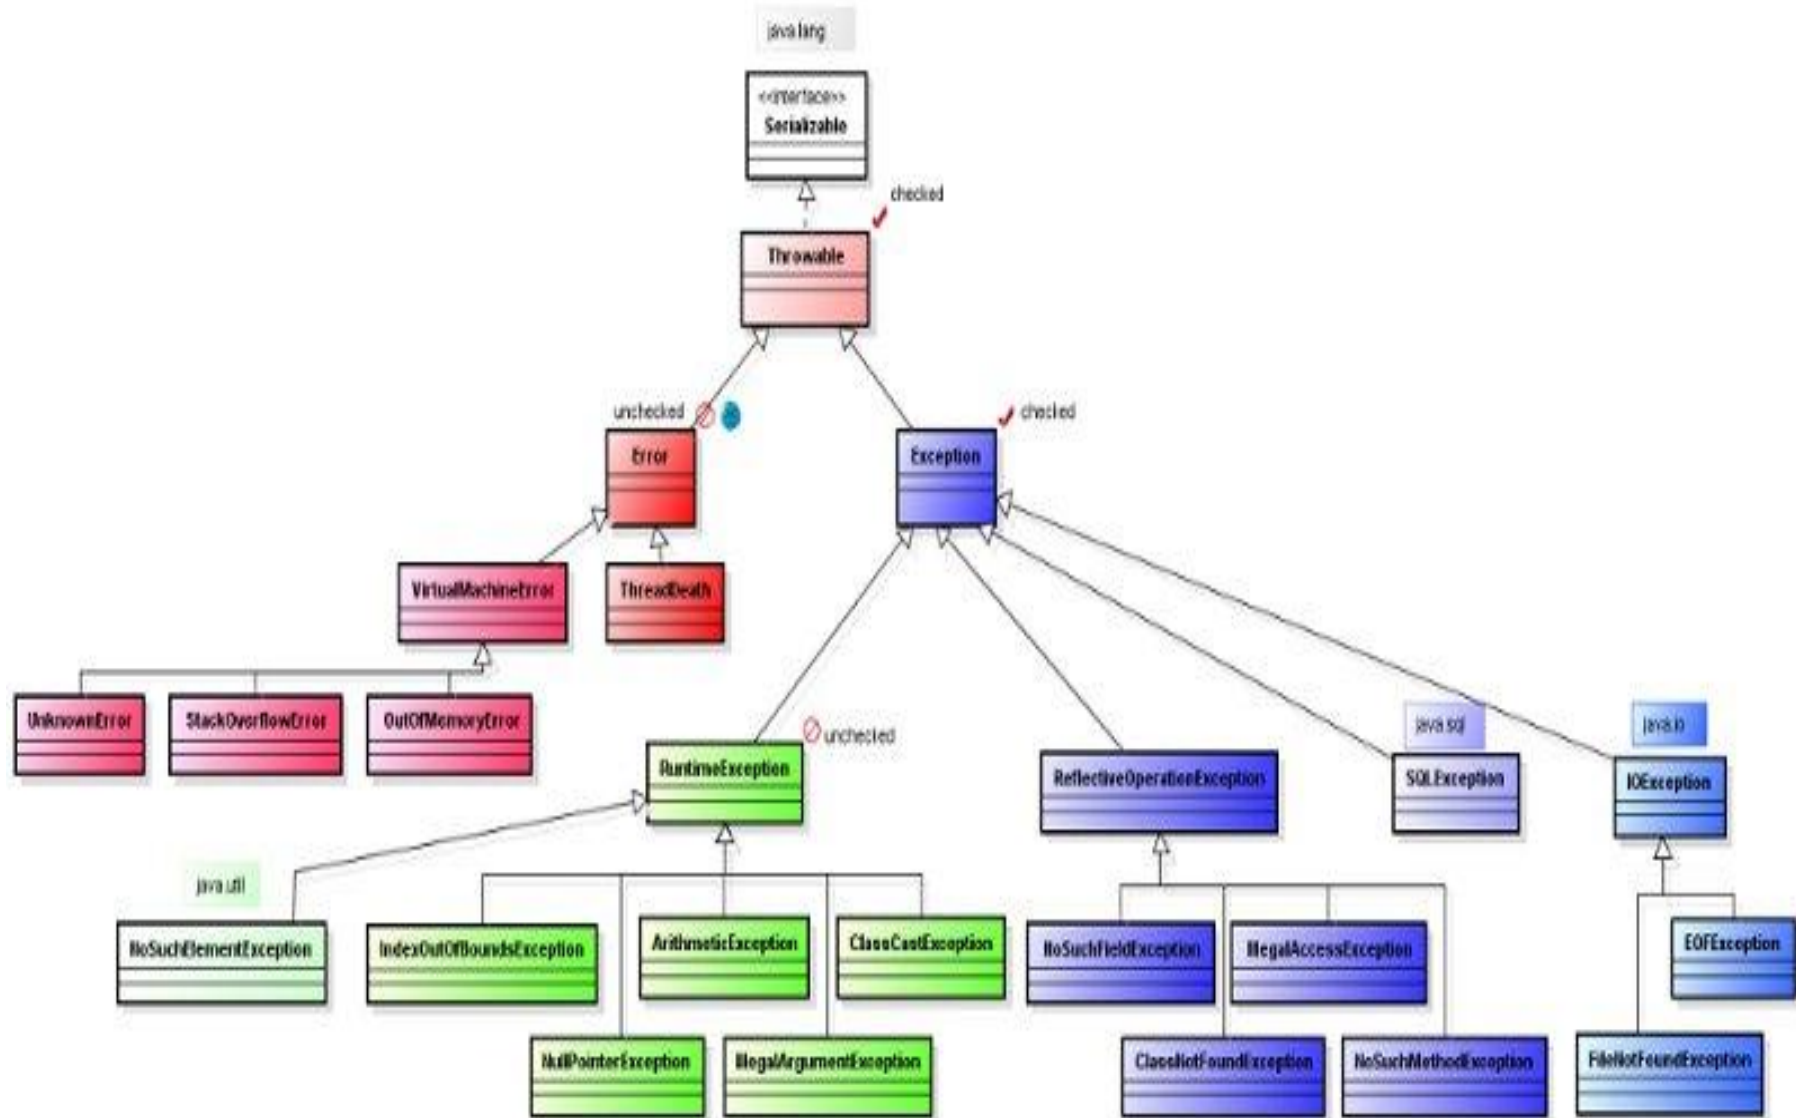 java.lang
<<interface>>
Serializable
checked
Throwable
unchecked
checked
Error
Exception
VirtualMachineError
ThreadDeath
UnknownError
StackOverflowError
OutOfMemoryError
unchecked
java.sql
java.io
RuntimeException
ReflectiveOperationException
SQLException
IOException
java.util
NoSuchElementException
IndexOutOfBoundsException
ArithmeticException
ClassCastException
NoSuchFieldException
IllegalAccessException
EOFException
NullPointerException
IllegalArgumentException
ClassNotFoundException
NoSuchMethodException
FileNotFoundException